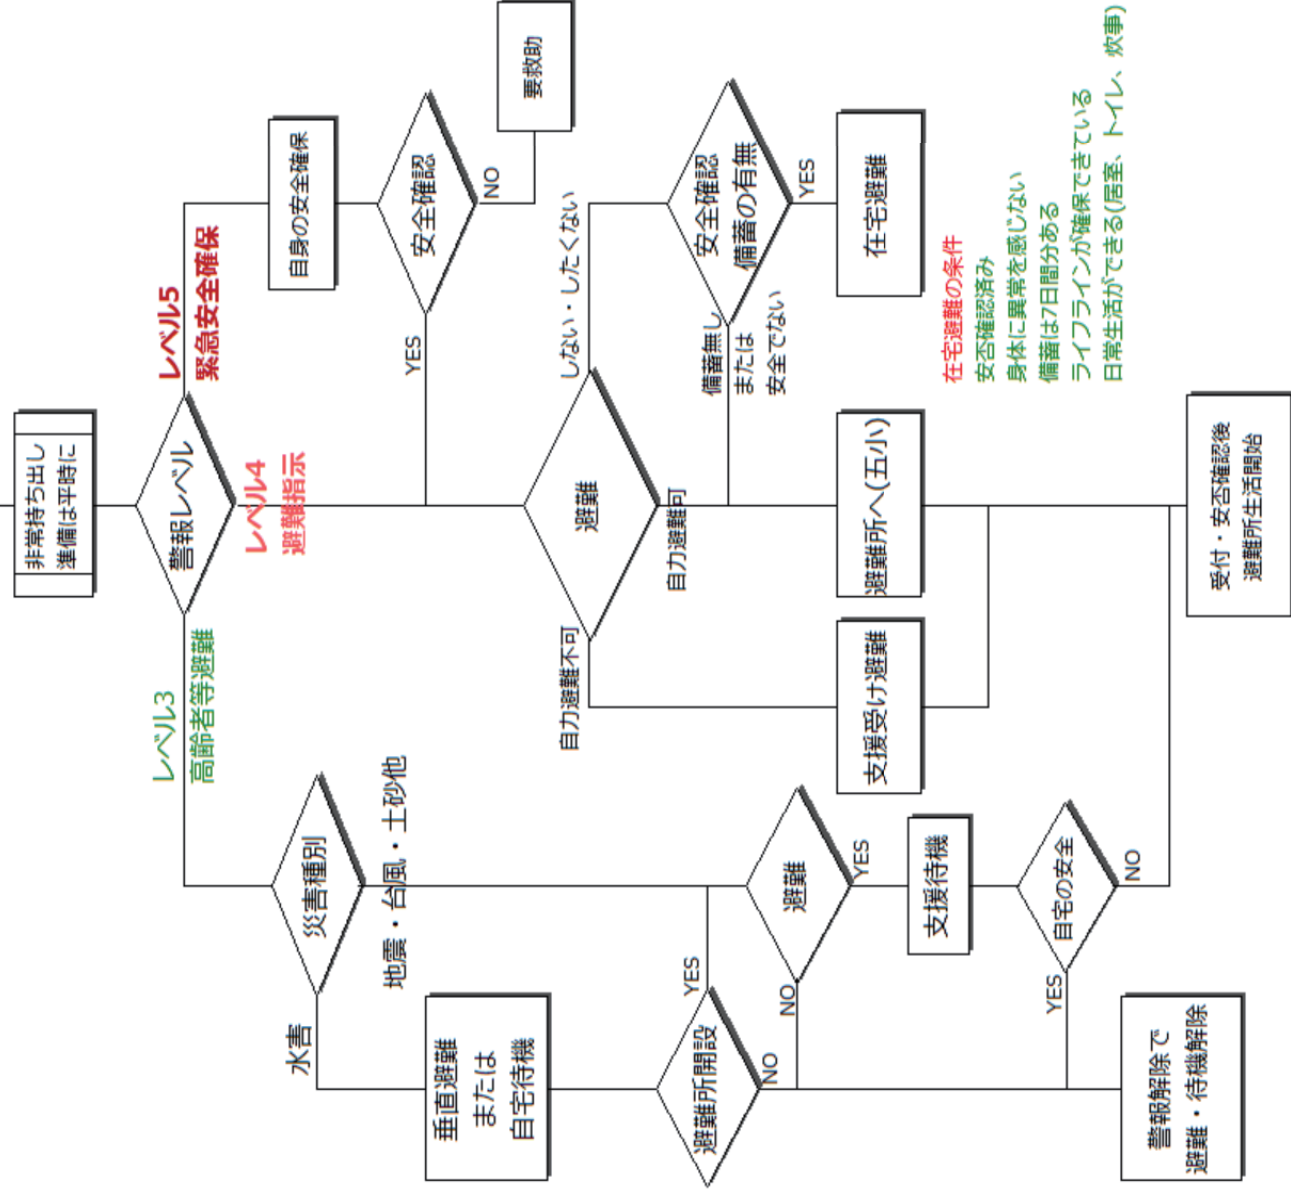 非常持ち出し
準備は平時に
警報レベル
レベル3
高齢者等避難
レベル4
避難指示
レベル5
緊急安全確保
自身の安全確保
安全確認
YES
NO
要救助
災害種別
水害
地震・台風・土砂他
垂直避難
または
自宅待機
避難所開設
YES
NO
避難
YES
NO
支援待機
自宅の安全
YES
NO
警報解除で
避難・待機解除
避難
自力避難不可
自力避難可
しない・したくない
安全確認
備蓄の有無
備蓄無し
または
安全でない
YES
支援受け避難
避難所へ(五小)
在宅避難
在宅避難の条件
安否確認済み
身体に異常を感じない
備蓄は7日間分ある
ライフラインが確保できている
日常生活ができる(居室、トイレ、炊事)
受付・安否確認後
避難所生活開始